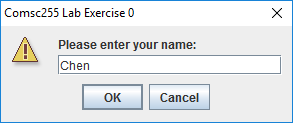 Comsc255 Lab Exercise 0
Please enter your name:
Chen
OK Cancel